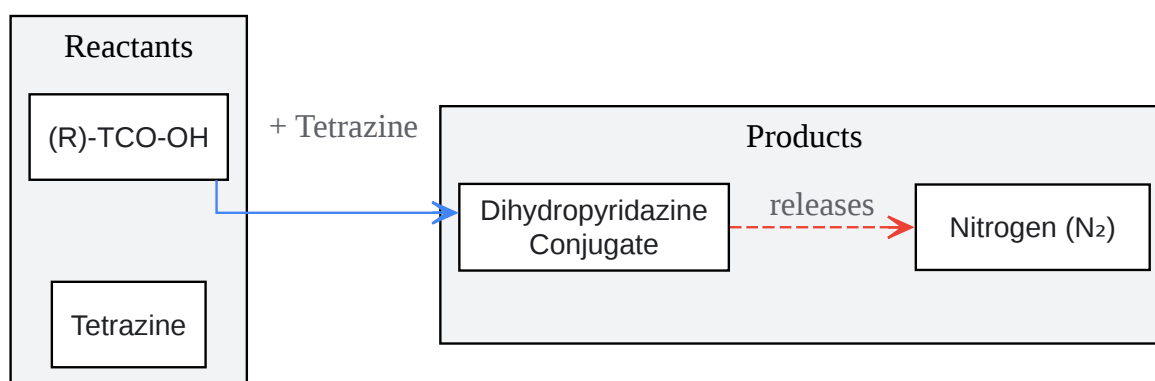 Reactants
(R)-TCO-OH
Tetrazine
+ Tetrazine
Products
Dihydropyridazine
Conjugate
releases
Nitrogen (N₂)